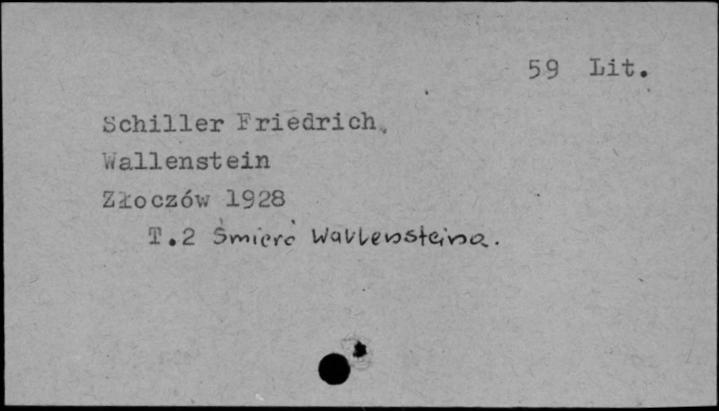 59 Lit.
Schiller Friedrich.
Wallenstein
Złoczów 1928
T.2 Śmierć Wallensteina.